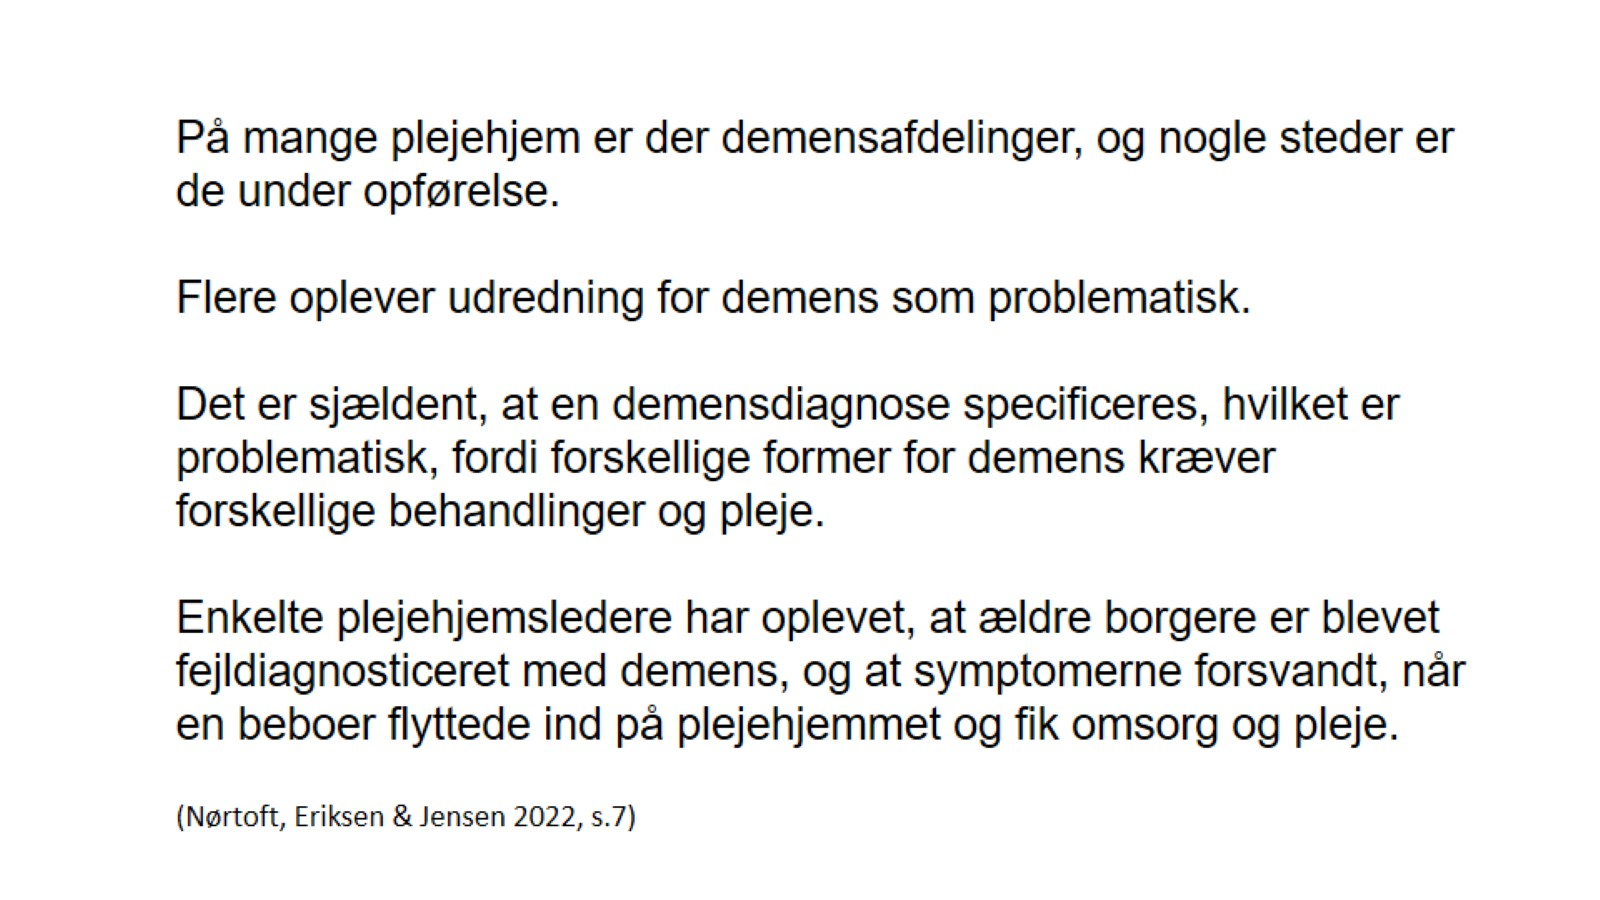 På mange plejehjem er der demensafdelinger, og nogle steder er
de under opførelse.
Flere oplever udredning for demens som problematisk.
Det er sjældent, at en demensdiagnose specificeres, hvilket er
problematisk, fordi forskellige former for demens kræver
forskellige behandlinger og pleje.
Enkelte plejehjemsledere har oplevet, at ældre borgere er blevet
fejldiagnosticeret med demens, og at symptomerne forsvandt, når
en beboer flyttede ind på plejehjemmet og fik omsorg og pleje.
(Nørtoft, Eriksen & Jensen 2022, s.7)